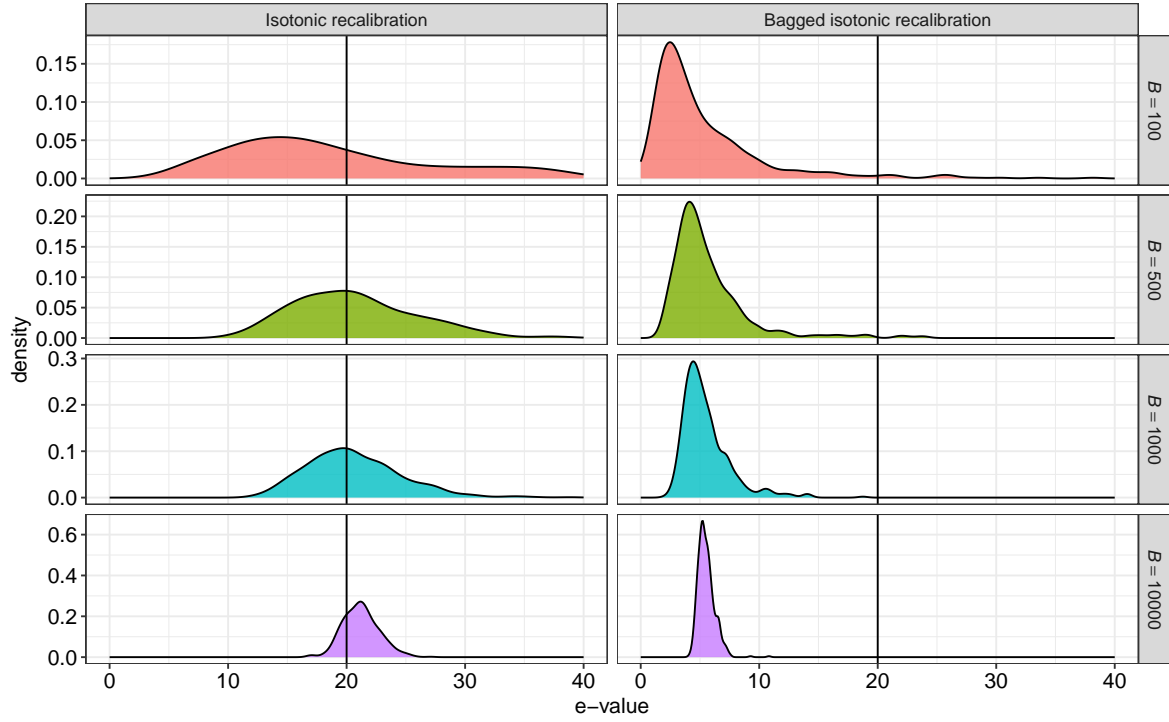 Isotonic recalibration
Bagged isotonic recalibration
0.15
0.10
0.05
0.00
B = 100
0.20
0.15
0.10
0.05
0.00
B = 500
density
0.3
0.2
0.1
0.0
B = 1000
0.6
0.4
0.2
0.0
B = 10000
0 10 20 30 40 0 10 20 30 40
e−value